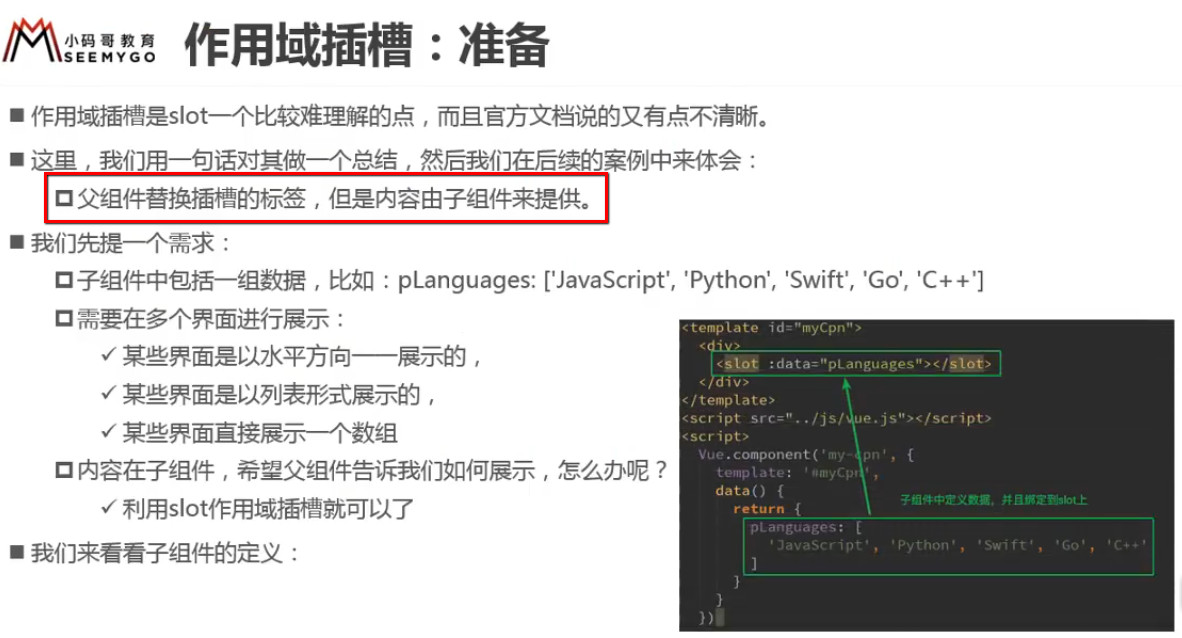 小码哥教育
SEEMYGO
作用域插槽：准备
作用域插槽是slot一个比较难理解的点，而且官方文档说的又有点不清晰。
这里，我们用一句话对其做一个总结，然后我们在后续的案例中来体会：
父组件替换插槽的标签，但是内容由子组件来提供。
我们先提一个需求：
子组件中包括一组数据，比如：pLanguages: ['JavaScript', 'Python', 'Swift', 'Go', 'C++']
需要在多个界面进行展示：
某些界面是以水平方向一一展示的，
某些界面是以列表形式展示的，
某些界面直接展示一个数组
内容在子组件，希望父组件告诉我们如何展示，怎么办呢？
利用slot作用域插槽就可以了
我们来看看子组件的定义：
<template id="myCpn">
<div>
<slot :data="pLanguages"></slot>
</div>
</template>
<script src="../js/vue.js"></script>
<script>
Vue.component('my-cpn', {
template: '#myCpn',
data() {
return {
子组件中定义数据，并且绑定到slot上
pLanguages: [
'JavaScript', 'Python', 'Swift', 'Go', 'C++'
]
}
}
})